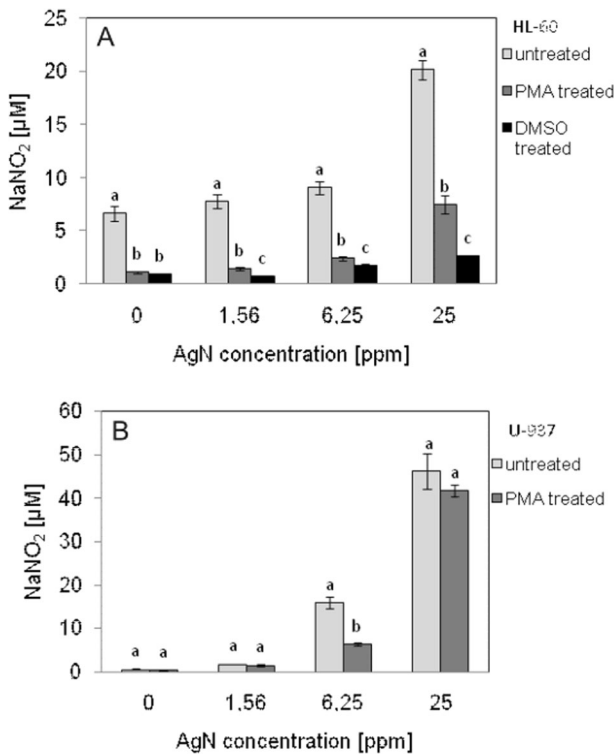 A
HL-60
untreated
PMA treated
DMSO
treated
NaNO₂ [µM]
25
20
15
10
5
0
a
b
b
a
b
c
a
b
c
a
b
c
0
1,56
6,25
25
AgN concentration [ppm]
B
U-937
untreated
PMA treated
NaNO₂ [µM]
60
50
40
30
20
10
0
a
a
a
a
a
b
a
a
0
1,56
6,25
25
AgN concentration [ppm]